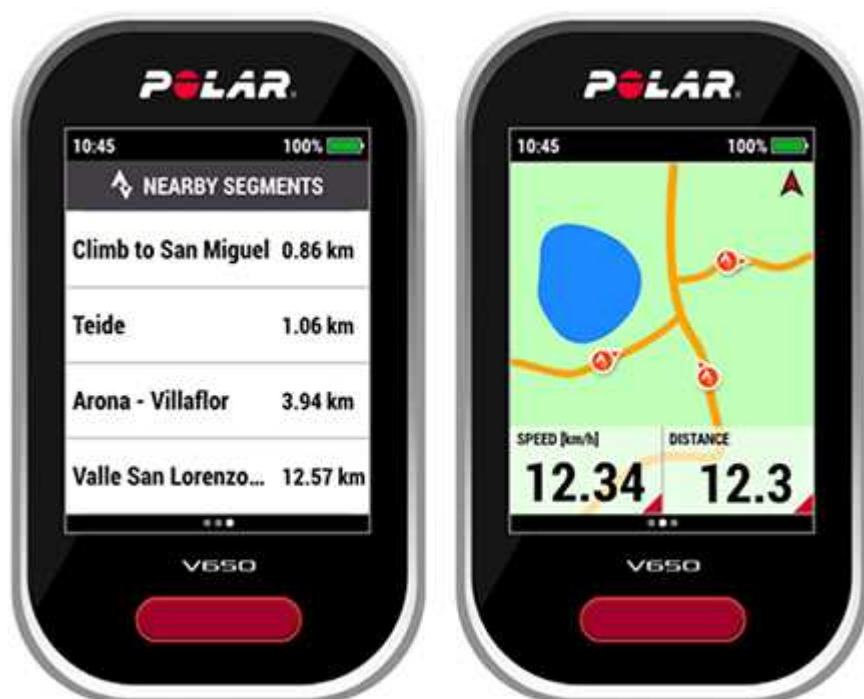 POLAR
10:45 100%
NEARBY SEGMENTS
Climb to San Miguel 0.86 km
Teide 1.06 km
Arona - Villaflor 3.94 km
Valle San Lorenzo... 12.57 km
V650
POLAR
10:45 100%
SPEED [km/h] DISTANCE
12.34 12.3
V650